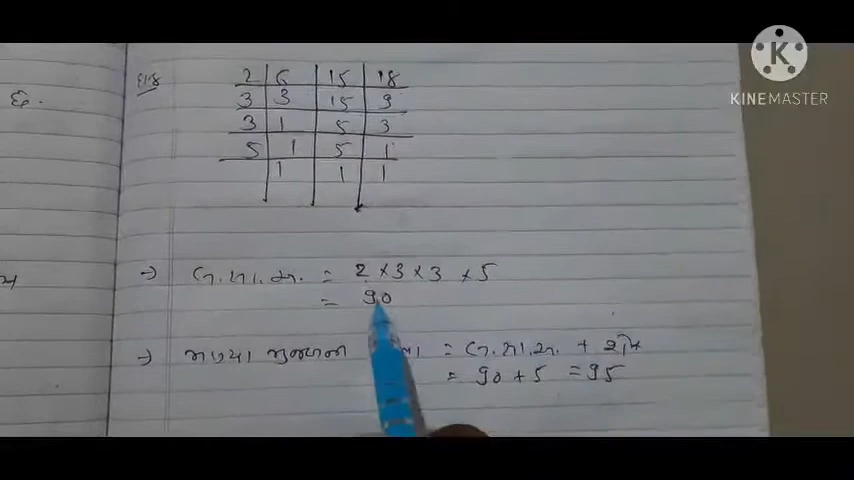 K
KINEMASTER
દા.8
છે.
2 6 15 18
3 3 15 9
3 1 5 3
5 1 5 1
1 1 1
→ લ.સા.અ. = 2 × 3 × 3 × 5
= 90
→ = લ.સા.અ. + શેષ
= 90 + 5 = 95